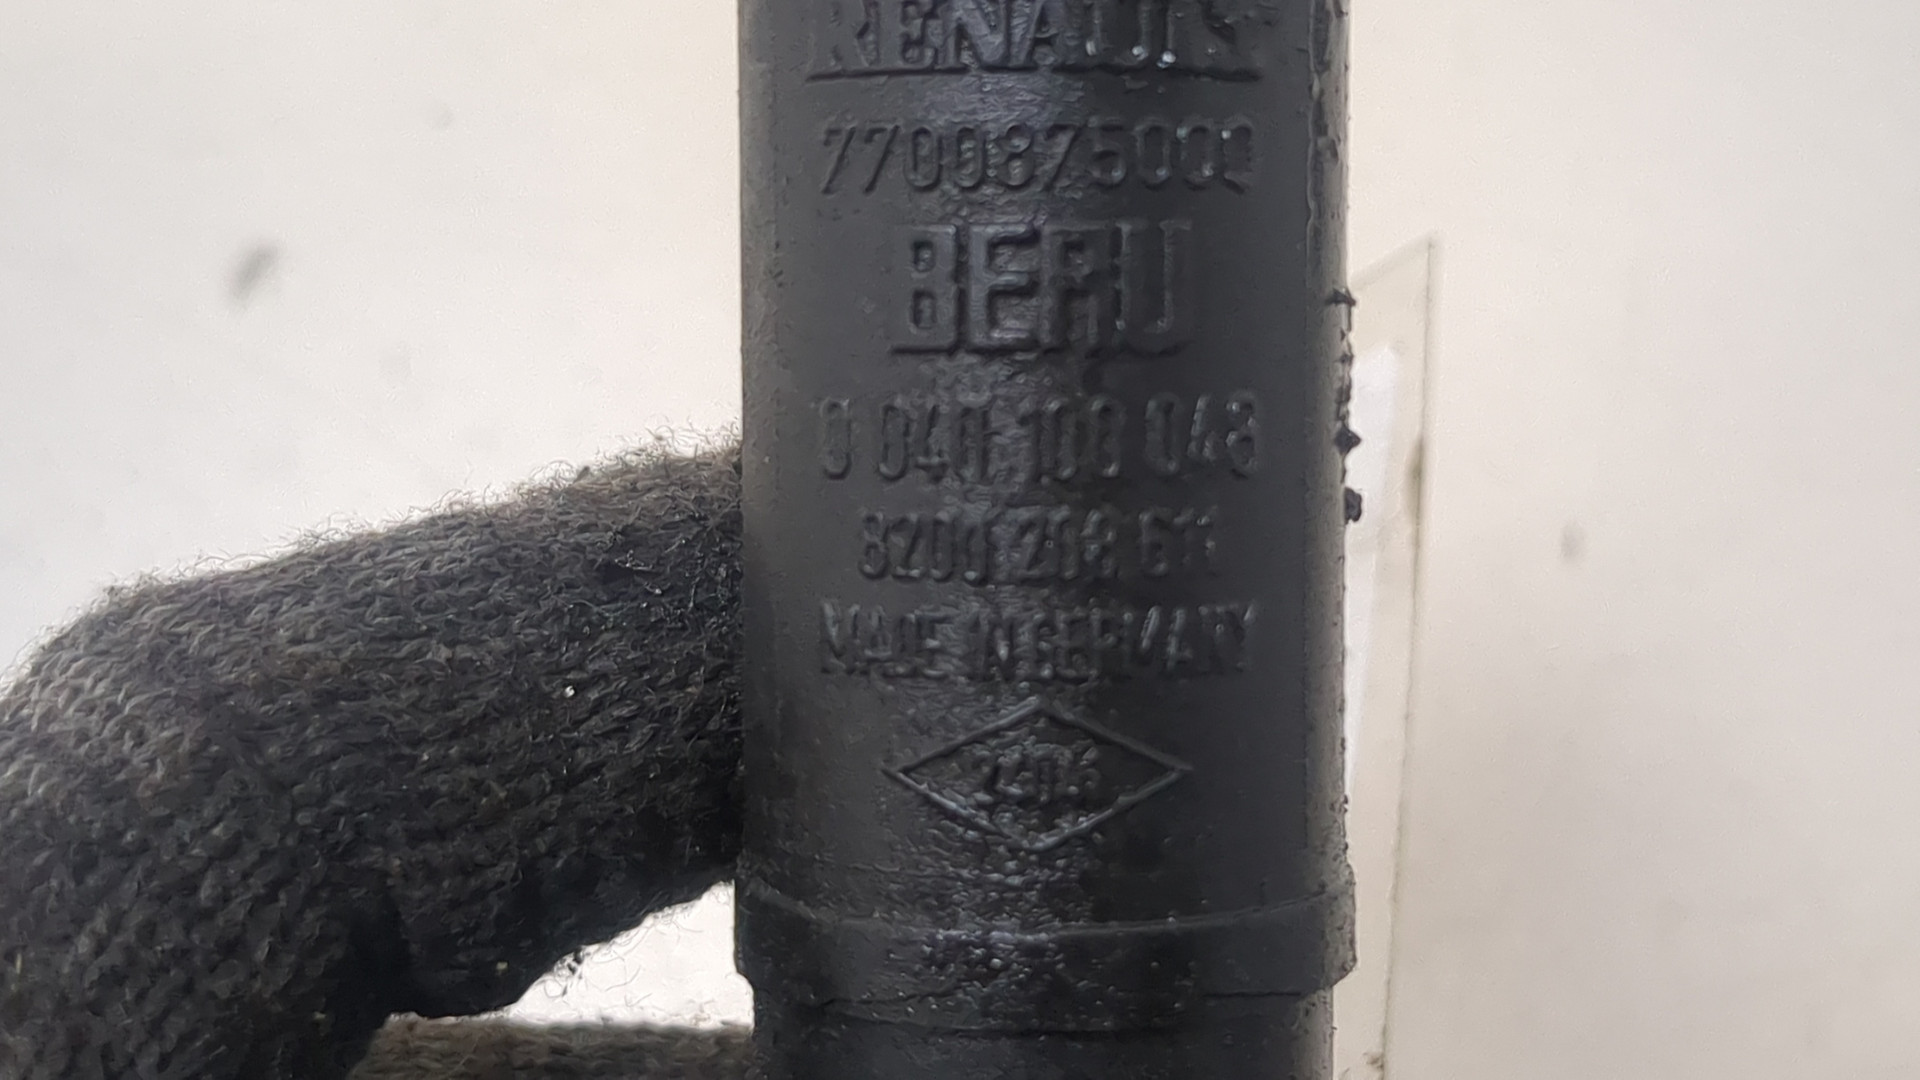 RENAULT
7700875000
BERU
0 040 100 048
8200 208 611
MADE IN GERMANY